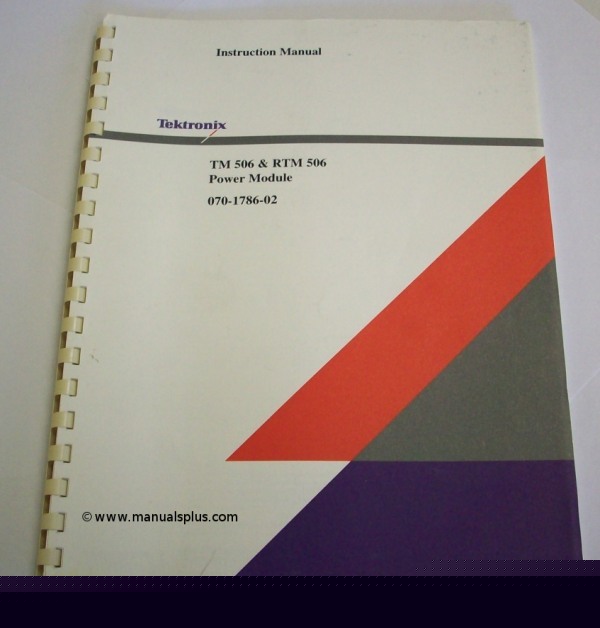 Instruction Manual
Tektronix
TM 506 & RTM 506
Power Module
070-1786-02
© www.manualsplus.com